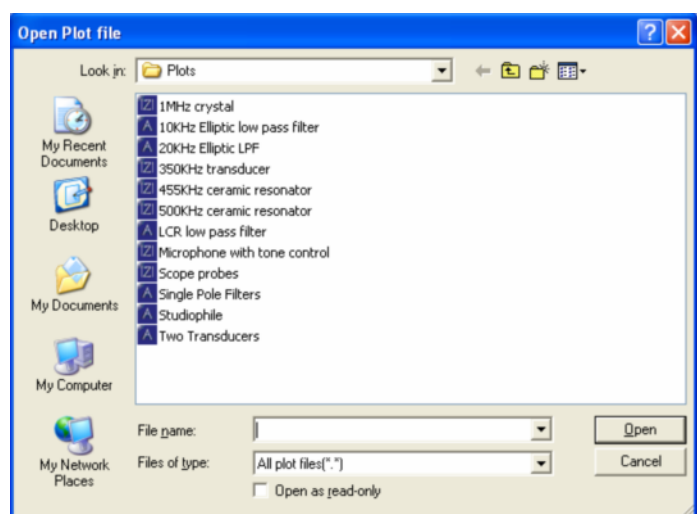 Open Plot file
Look in: Plots
My Recent Documents
Desktop
My Documents
My Computer
My Network Places
|Z| 1MHz crystal
A 10KHz Elliptic low pass filter
A 20KHz Elliptic LPF
|Z| 350KHz transducer
|Z| 455KHz ceramic resonator
|Z| 500KHz ceramic resonator
A LCR low pass filter
|Z| Microphone with tone control
|Z| Scope probes
A Single Pole Filters
A Studiophile
A Two Transducers
File name:
Open
Files of type: All plot files(".")
Cancel
Open as read-only